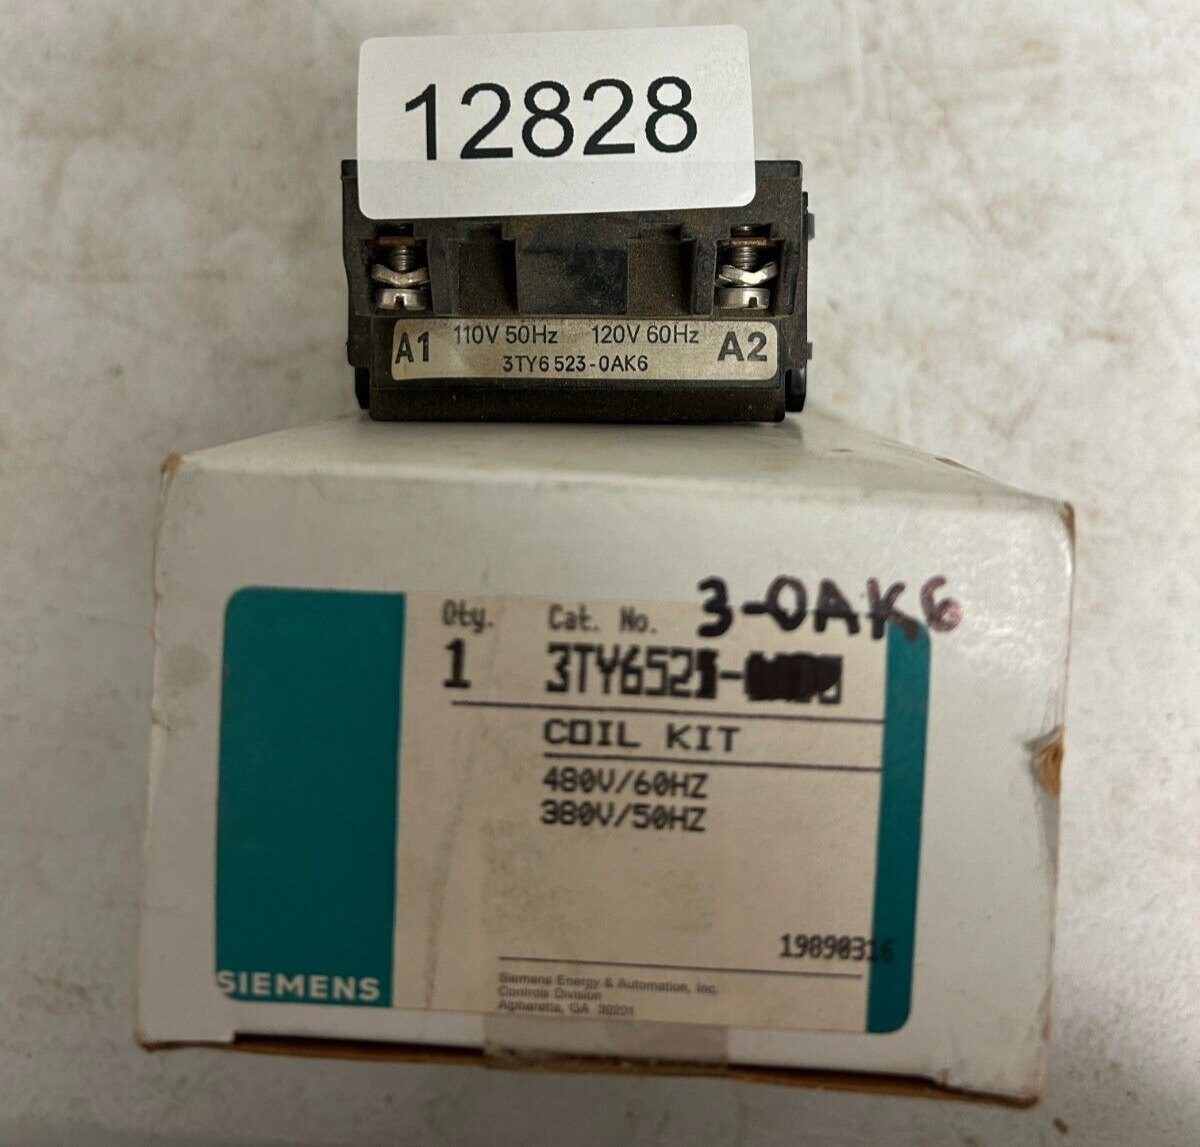 12828
A1 110V 50Hz 120V 60Hz A2
3TY6 523-0AK6
Qty. Cat. No. 3-0AK6
1 3TY652
COIL KIT
480V/60HZ
380V/50HZ
19890316
SIEMENS
Siemens Energy & Automation, Inc.
Controls Division
Alpharetta, GA 30201